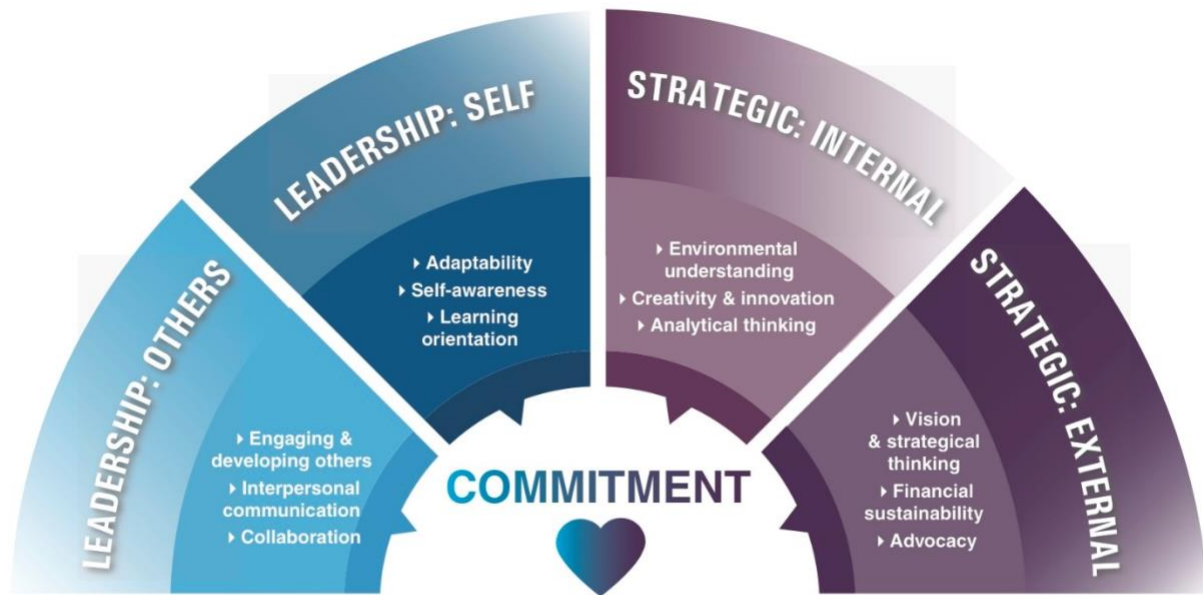 LEADERSHIP: OTHERS
▸ Engaging &
developing others
▸ Interpersonal
communication
▸ Collaboration
LEADERSHIP: SELF
▸ Adaptability
▸ Self-awareness
▸ Learning
orientation
STRATEGIC: INTERNAL
▸ Environmental
understanding
▸ Creativity & innovation
▸ Analytical thinking
STRATEGIC: EXTERNAL
▸ Vision
& strategical
thinking
▸ Financial
sustainability
▸ Advocacy
COMMITMENT